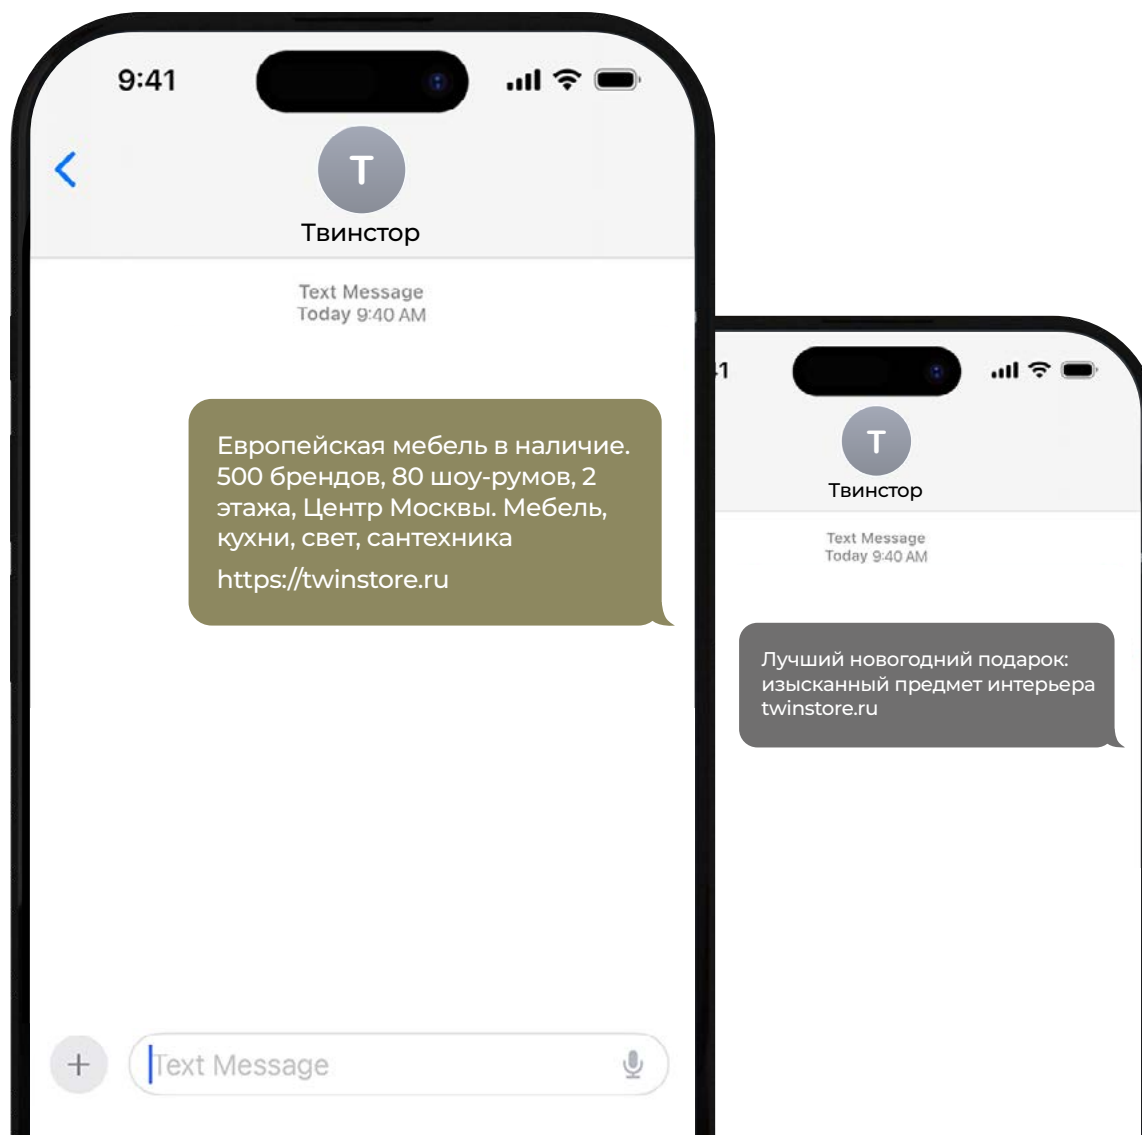 9:41
T
Твинстор
Text Message
Today 9:40 AM
Европейская мебель в наличие.
500 брендов, 80 шоу-румов, 2
этажа, Центр Москвы. Мебель,
кухни, свет, сантехника
https://twinstore.ru
Text Message
1
T
Твинстор
Text Message
Today 9:40 AM
Лучший новогодний подарок:
изысканный предмет интерьера
twinstore.ru